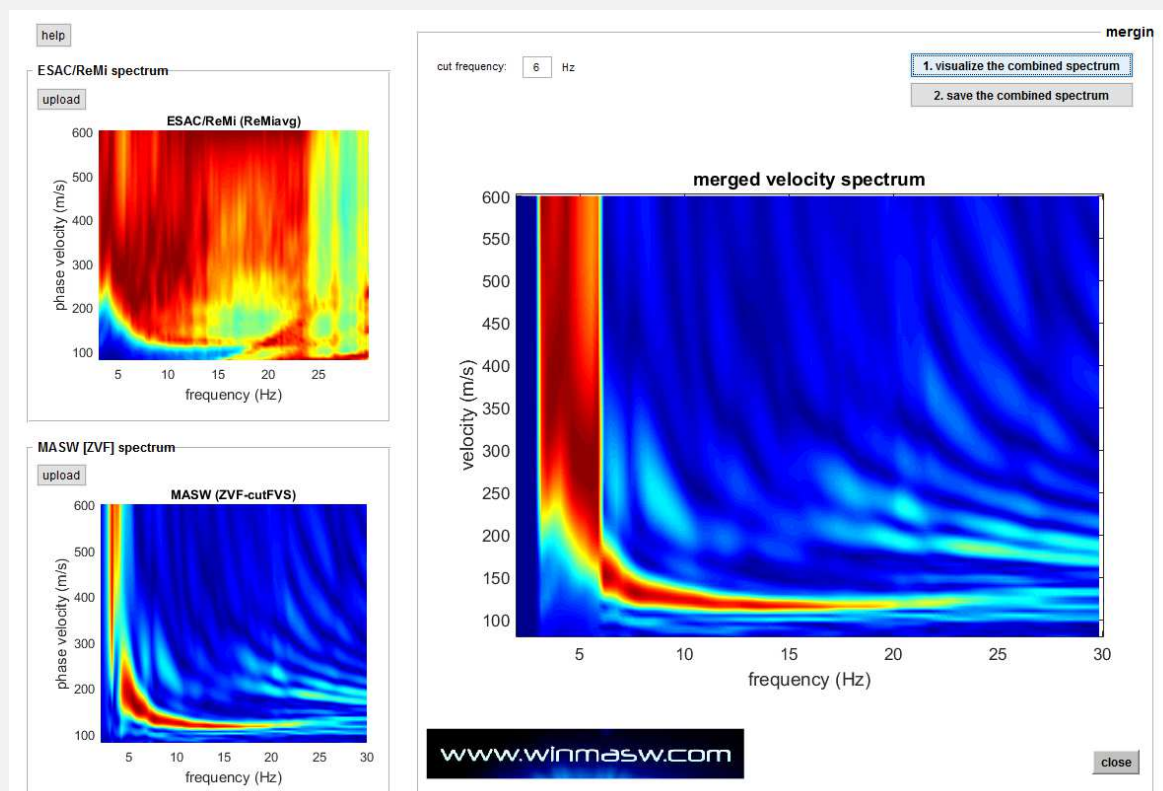 help
ESAC/ReMi spectrum
upload
ESAC/ReMi (ReMiavg)
600
500
400
300
200
100
phase velocity (m/s)
5 10 15 20 25
frequency (Hz)
MASW [ZVF] spectrum
upload
MASW (ZVF-cutFVS)
600
500
400
300
200
100
phase velocity (m/s)
5 10 15 20 25 30
frequency (Hz)
mergin
cut frequency: 6 Hz
1. visualize the combined spectrum
2. save the combined spectrum
merged velocity spectrum
600
550
500
450
400
350
300
250
200
150
100
velocity (m/s)
5 10 15 20 25 30
frequency (Hz)
www.winmasw.com
close